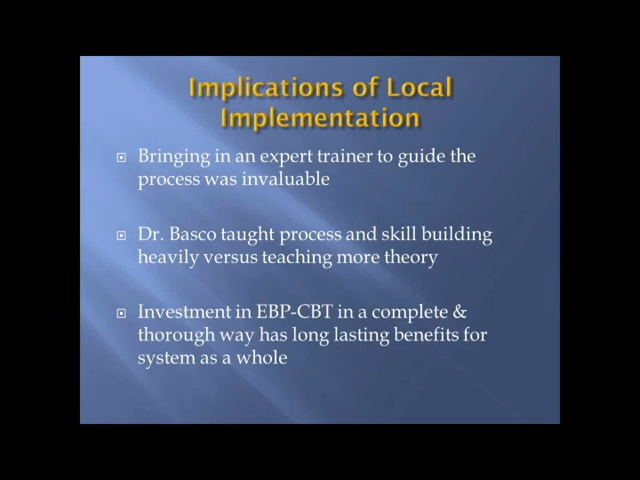 Implications of Local
Implementation
Bringing in an expert trainer to guide the
process was invaluable
Dr. Basco taught process and skill building
heavily versus teaching more theory
Investment in EBP-CBT in a complete &
thorough way has long lasting benefits for
system as a whole